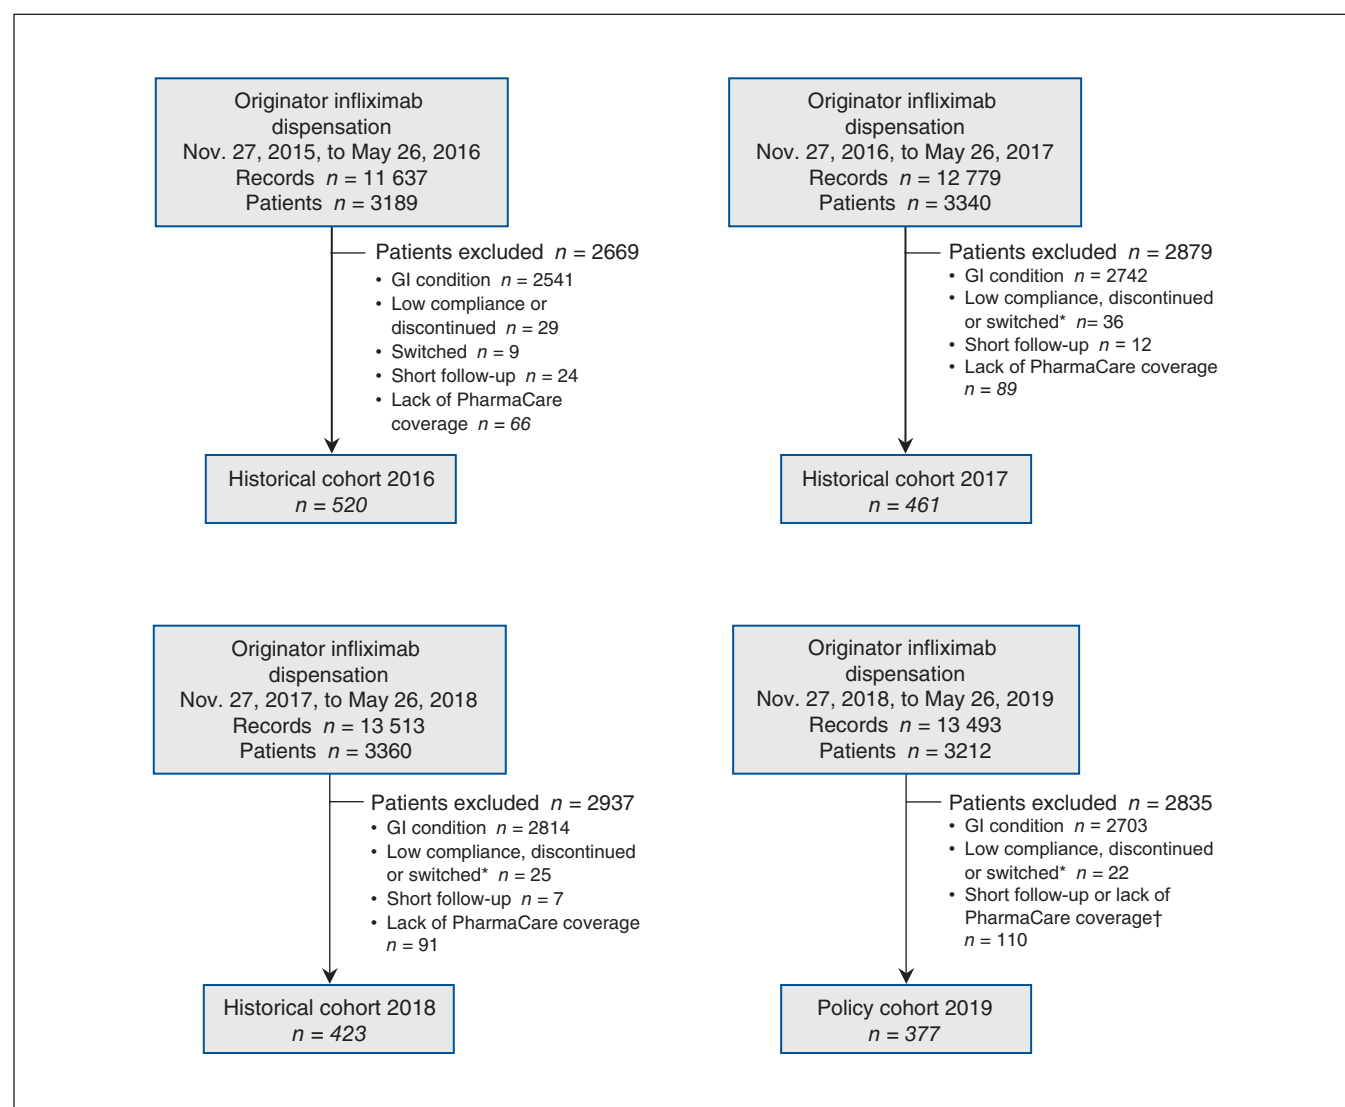 Originator infliximab
dispensation
Nov. 27, 2015, to May 26, 2016
Records n = 11 637
Patients n = 3189
Patients excluded n = 2669
• GI condition n = 2541
• Low compliance or
discontinued n = 29
• Switched n = 9
• Short follow-up n = 24
• Lack of PharmaCare
coverage n = 66
Historical cohort 2016
n = 520
Originator infliximab
dispensation
Nov. 27, 2016, to May 26, 2017
Records n = 12 779
Patients n = 3340
Patients excluded n = 2879
• GI condition n = 2742
• Low compliance, discontinued
or switched* n= 36
• Short follow-up n = 12
• Lack of PharmaCare coverage
n = 89
Historical cohort 2017
n = 461
Originator infliximab
dispensation
Nov. 27, 2017, to May 26, 2018
Records n = 13 513
Patients n = 3360
Patients excluded n = 2937
• GI condition n = 2814
• Low compliance, discontinued
or switched* n = 25
• Short follow-up n = 7
• Lack of PharmaCare coverage
n = 91
Historical cohort 2018
n = 423
Originator infliximab
dispensation
Nov. 27, 2018, to May 26, 2019
Records n = 13 493
Patients n = 3212
Patients excluded n = 2835
• GI condition n = 2703
• Low compliance, discontinued
or switched* n = 22
• Short follow-up or lack of
PharmaCare coverage†
n = 110
Policy cohort 2019
n = 377